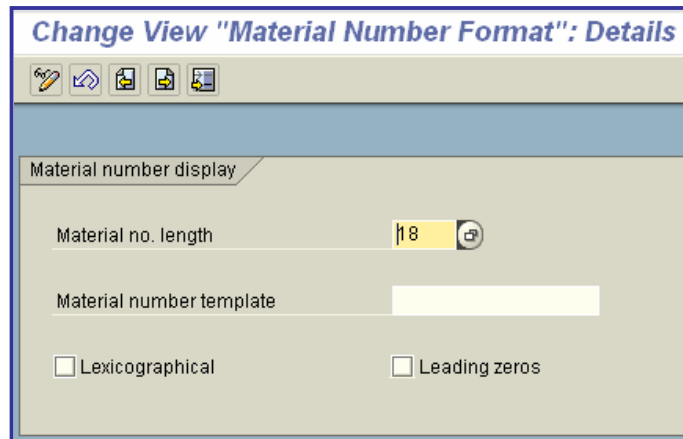 Change View "Material Number Format": Details
Material number display
Material no. length 18
Material number template
Lexicographical Leading zeros